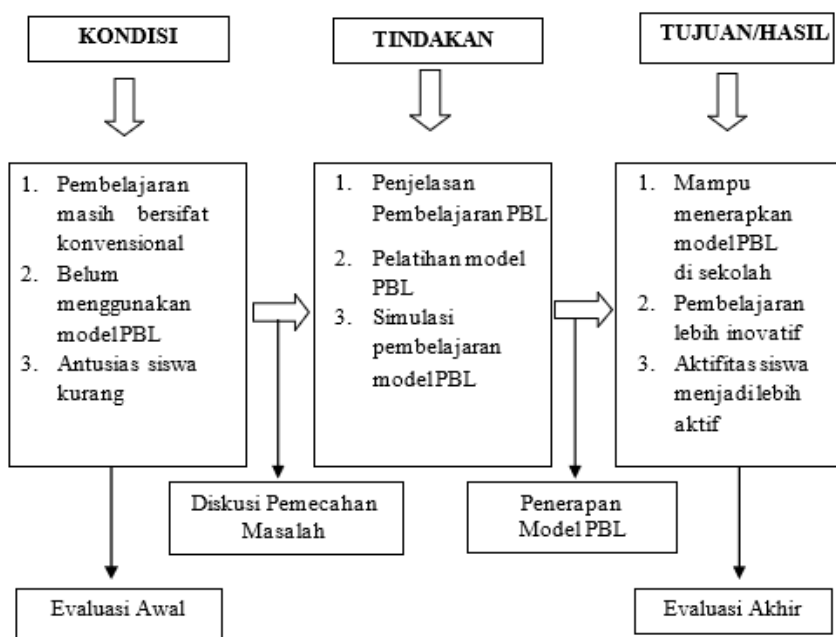 KONDISI
TINDAKAN
TUJUAN/HASIL
1. Pembelajaran
masih bersifat
konvensional
2. Belum
menggunakan
model PBL
3. Antusias siswa
kurang
1. Penjelasan
Pembelajaran PBL
2. Pelatihan model
PBL
3. Simulasi
pembelajaran
model PBL
1. Mampu
menerapkan
model PBL
di sekolah
2. Pembelajaran
lebih inovatif
3. Aktifitas siswa
menjadi lebih
aktif
Diskusi Pemecahan
Masalah
Penerapan
Model PBL
Evaluasi Awal
Evaluasi Akhir